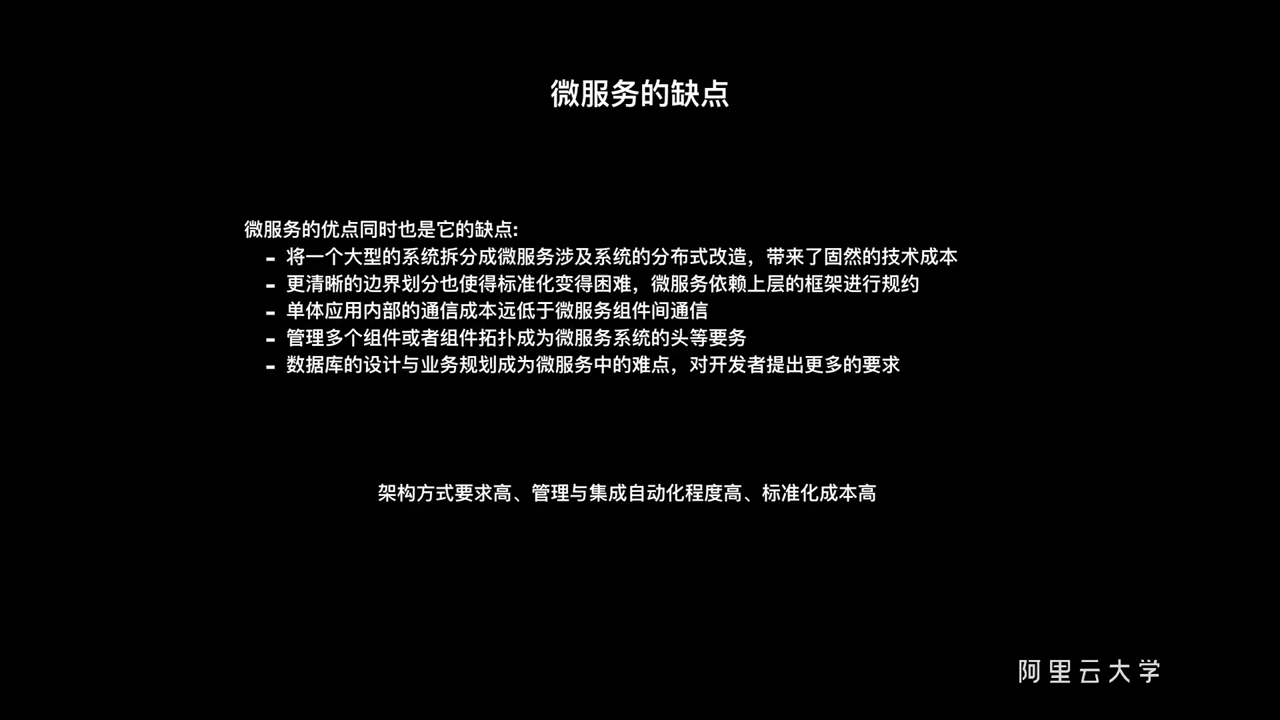 微服务的缺点
微服务的优点同时也是它的缺点:
- 将一个大型的系统拆分成微服务涉及系统的分布式改造，带来了固然的技术成本
- 更清晰的边界划分也使得标准化变得困难，微服务依赖上层的框架进行规约
- 单体应用内部的通信成本远低于微服务组件间通信
- 管理多个组件或者组件拓扑成为微服务系统的头等要务
- 数据库的设计与业务规划成为微服务中的难点，对开发者提出更多的要求
架构方式要求高、管理与集成自动化程度高、标准化成本高
阿里云大学